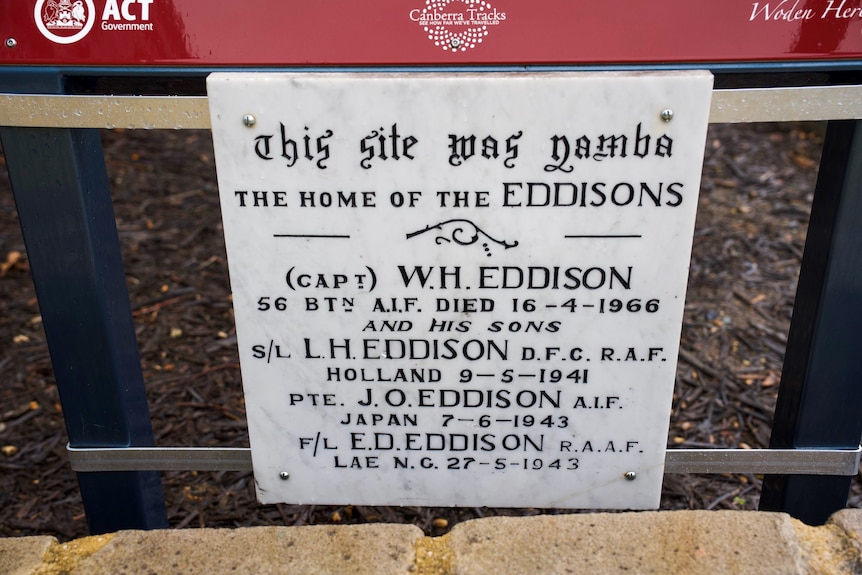 ACT
Government
Canberra Tracks
SEE HOW FAR WE'VE TRAVELLED
Woden
This site was yamba
THE HOME OF THE EDDISONS
(CAPT) W.H. EDDISON
56 BTN A.I.F. DIED 16-4-1966
AND HIS SONS
S/L L.H. EDDISON D.F.C. R.A.F.
HOLLAND 9-5-1941
PTE. J.O. EDDISON A.I.F.
JAPAN 7-6-1943
F/L E.D. EDDISON R.A.A.F.
LAE N.G. 27-5-1943